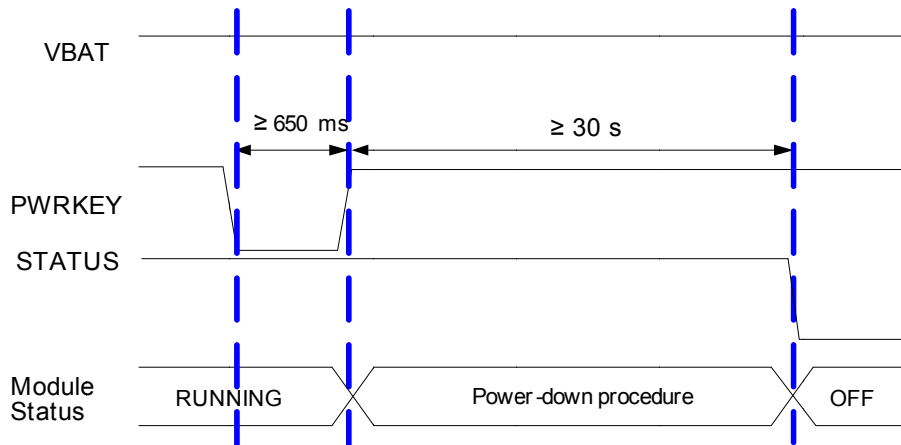 VBAT
≥ 650 ms
≥ 30 s
PWRKEY
STATUS
Module
Status
RUNNING
Power-down procedure
OFF